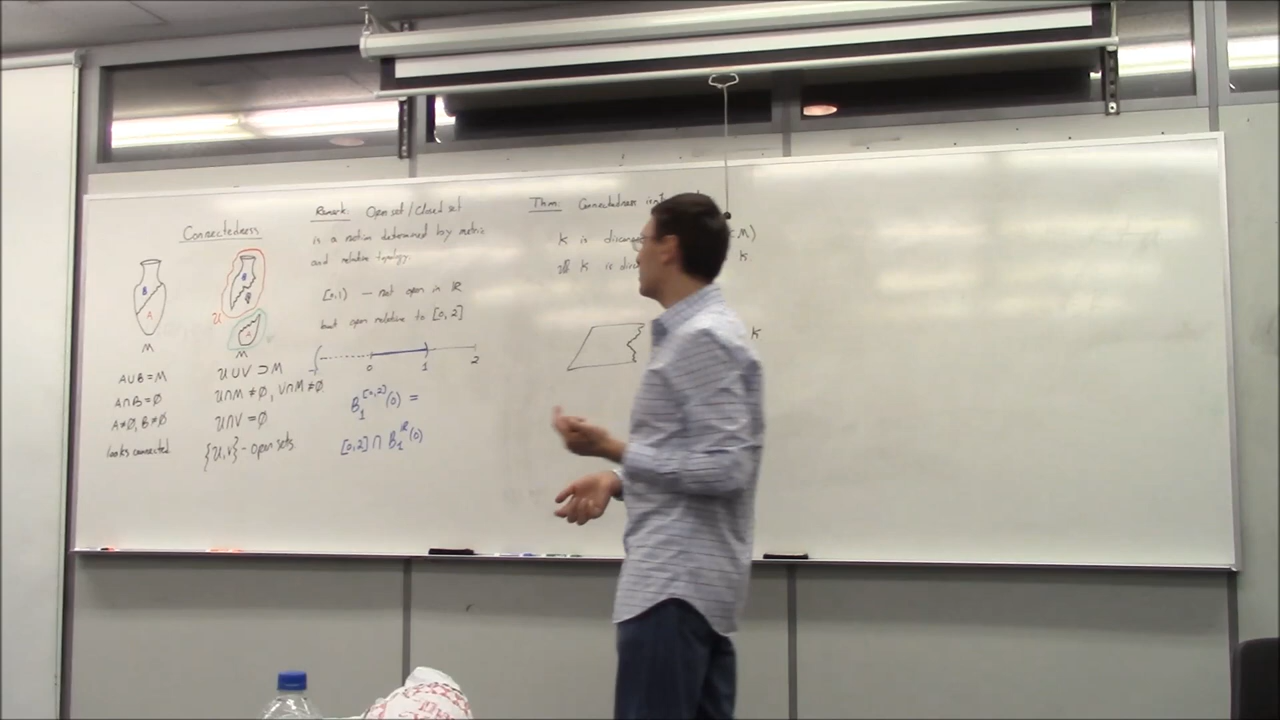 Connectedness
B
A
M
A∪B = M
A∩B = ∅
A≠∅, B≠∅
looks connected
B
U
A
V
M
U∪V ⊃ M
U∩M ≠ ∅, V∩M ≠ ∅
U∩V = ∅
{U,V} - open sets
Remark: Open set/Closed set
is a notion determined by metric
and relative topology.
[0,1) — not open in ℝ
but open relative to [0,2]
-1 0 1 2
B₁^[0,2](0) =
[0,2] ∩ B₁^ℝ(0)
Thm: Connectedness
K is M)
iff K is K
K